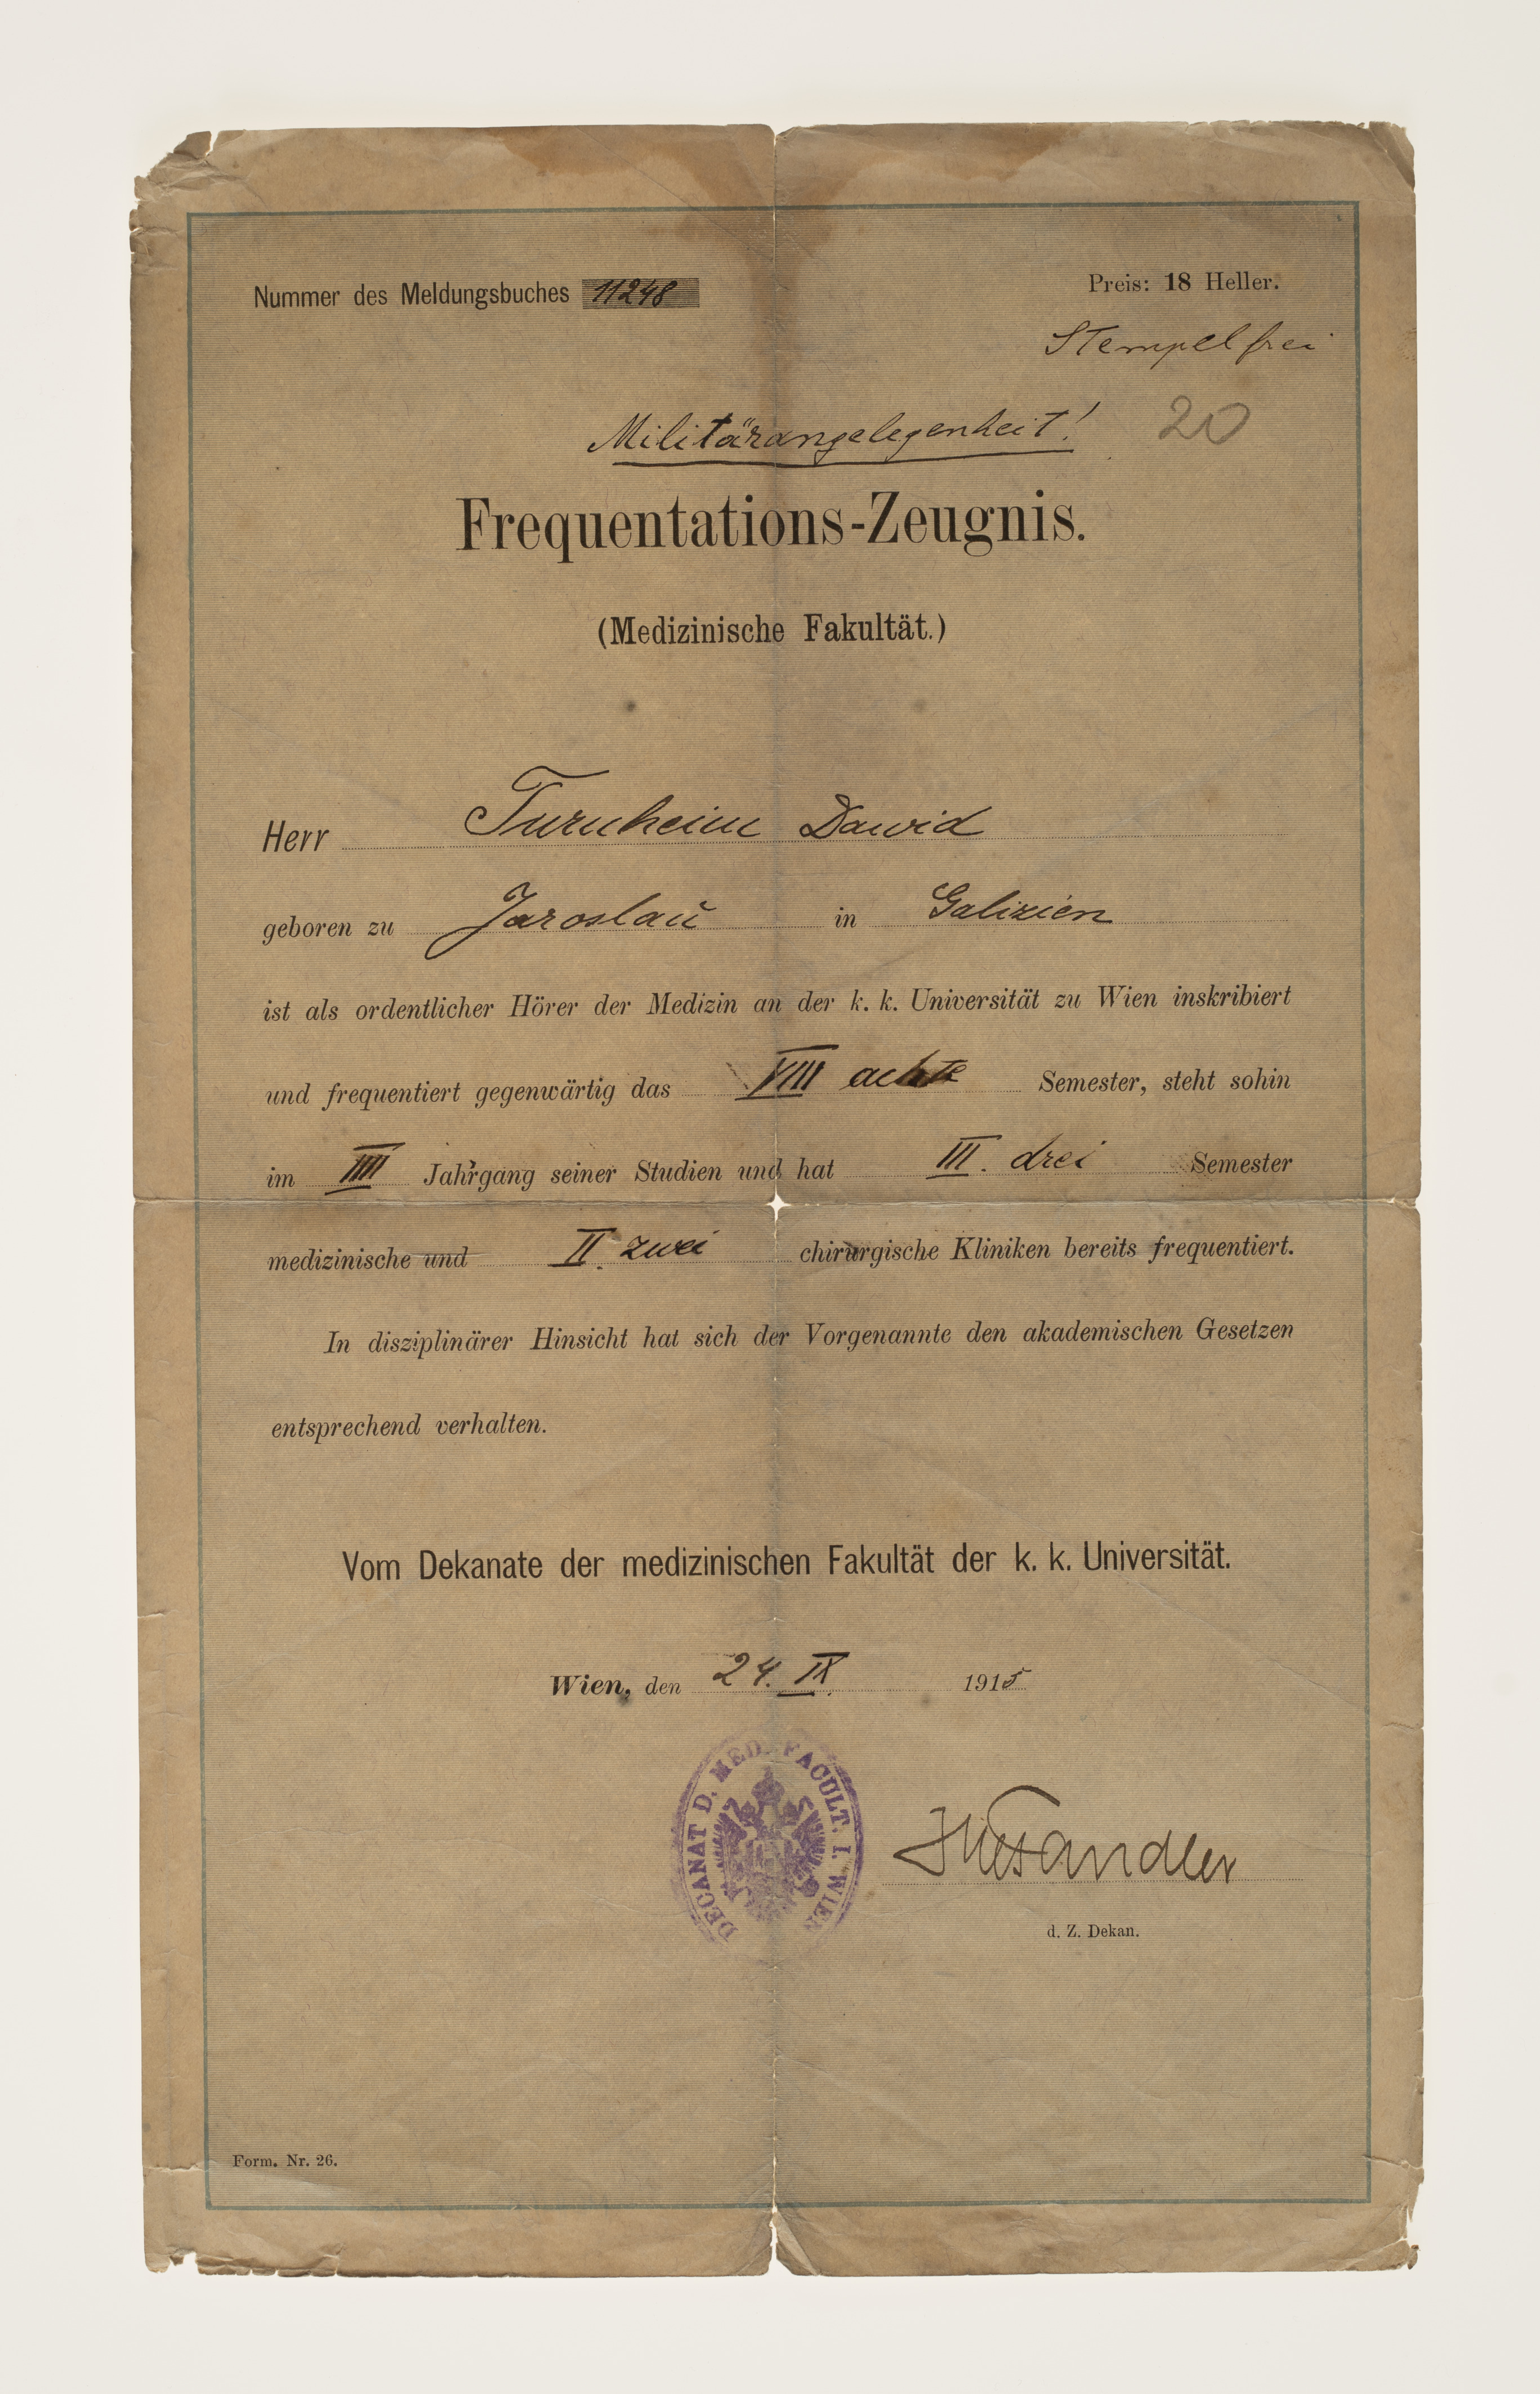 Nummer des Meldungsbuches 11248
Preis: 18 Heller.
Stempelfrei
Militärangelegenheit!
20
Frequentations-Zeugnis.
(Medizinische Fakultät.)
Herr Turnheim Dawid
geboren zu Jaroslau in Galizien
ist als ordentlicher Hörer der Medizin an der k. k. Universität zu Wien inskribiert
und frequentiert gegenwärtig das VIII achte Semester, steht sohin
im IIII Jahrgang seiner Studien und hat III. drei Semester
medizinische und II. zwei chirurgische Kliniken bereits frequentiert.
In disziplinärer Hinsicht hat sich der Vorgenannte den akademischen Gesetzen
entsprechend verhalten.
Vom Dekanate der medizinischen Fakultät der k. k. Universität.
Wien, den 24. IX. 1915
DECANAT D. MED. FACULT. I. WIEN
Tandler
d. Z. Dekan.
Form. Nr. 26.